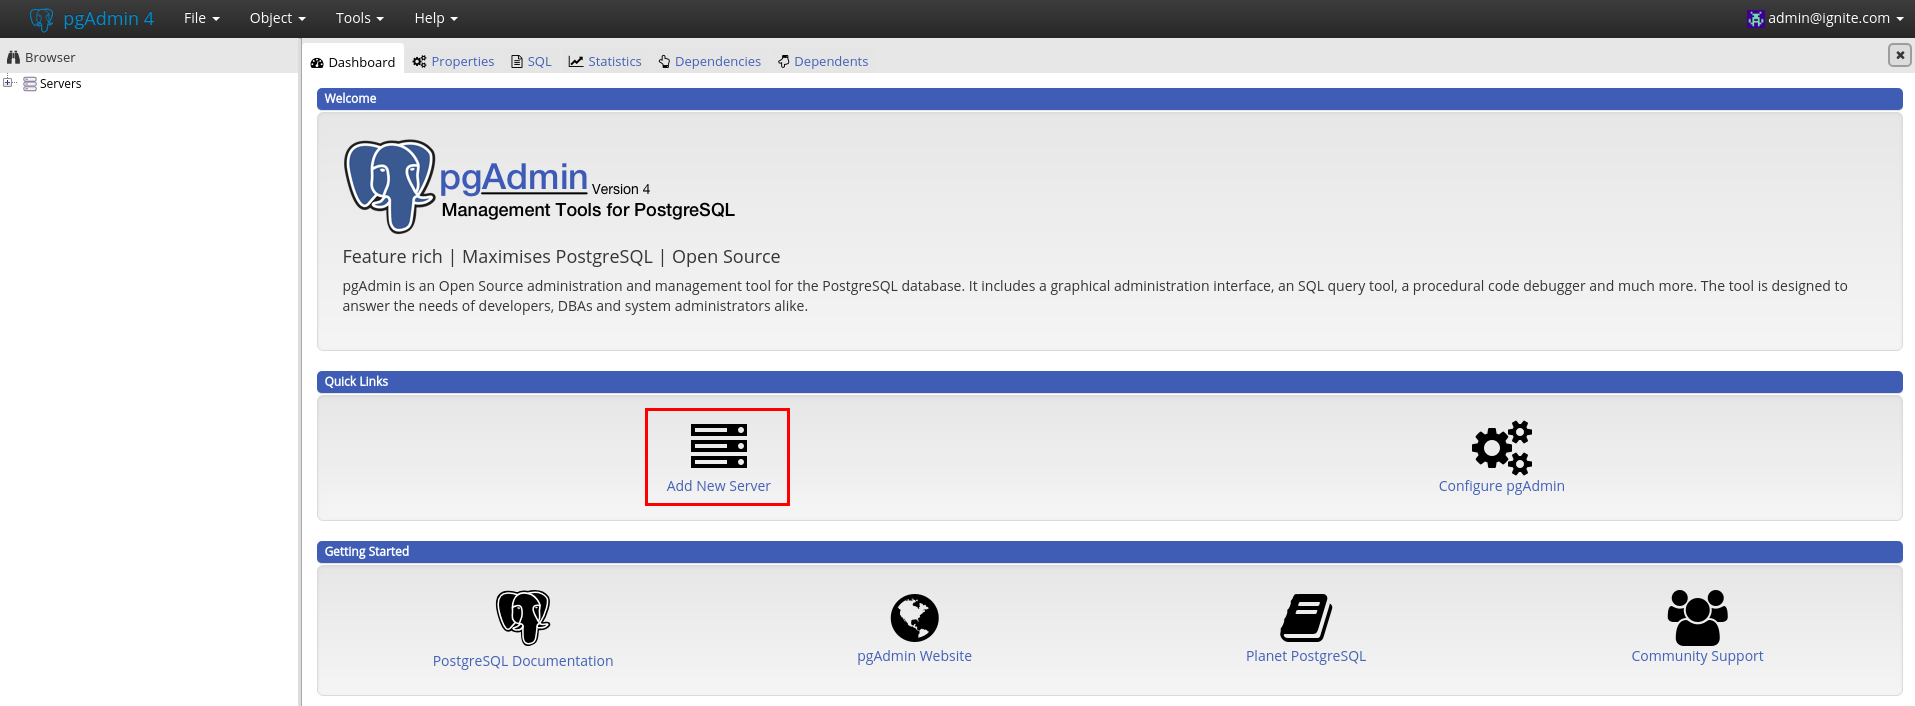 pgAdmin 4 File Object Tools Help admin@ignite.com
Browser
Servers
Dashboard Properties SQL Statistics Dependencies Dependents
Welcome
pgAdmin Version 4
Management Tools for PostgreSQL
Feature rich | Maximises PostgreSQL | Open Source
pgAdmin is an Open Source administration and management tool for the PostgreSQL database. It includes a graphical administration interface, an SQL query tool, a procedural code debugger and much more. The tool is designed to
answer the needs of developers, DBAs and system administrators alike.
Quick Links
Add New Server Configure pgAdmin
Getting Started
PostgreSQL Documentation pgAdmin Website Planet PostgreSQL Community Support